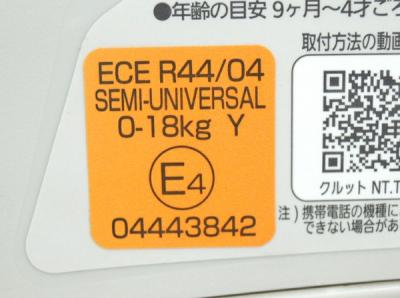 ●年齢の目安 9ヶ月～4才ごろ
取付方法の動画
ECE R44/04
SEMI-UNIVERSAL
0-18kg Y
E4
04443842
クルット NT.T
注）携帯電話の機種に
できない場合があ